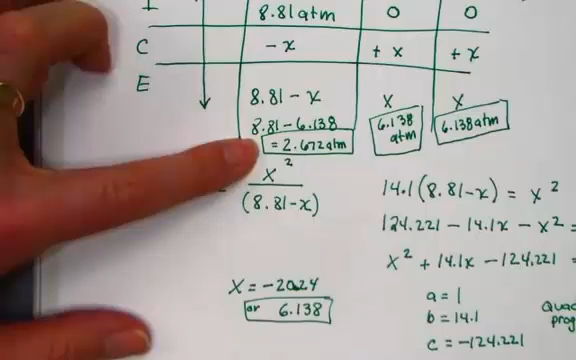 I 8.81 atm 0 0
C - x + x + x
E
8.81 - x x x
8.81 - 6.138 6.138 atm 6.138 atm
= 2.672 atm
x²
(8.81-x)
14.1 (8.81-x) = x²
124.221 - 14.1x - x² =
x² + 14.1x - 124.221 =
x = -20.24
or 6.138
a = 1
b = 14.1
c = -124.221